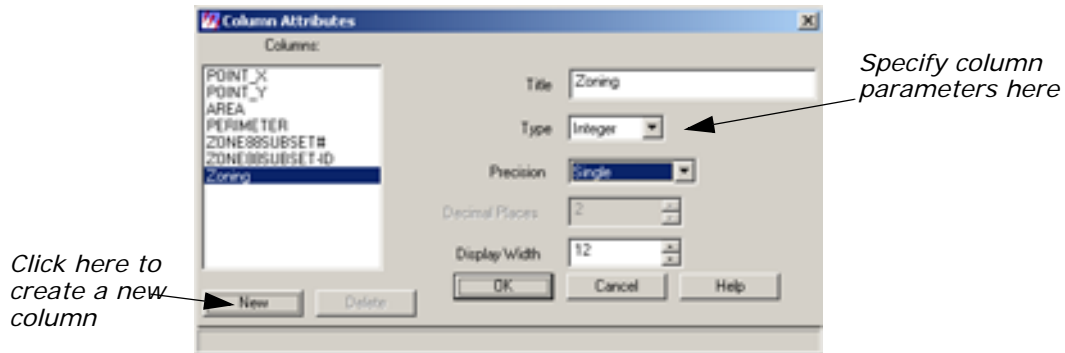 Column Attributes
Columns:
POINT_X
POINT_Y
AREA
PERIMETER
ZONE88SUBSET#
ZONE88SUBSET-ID
Zoning
Title Zoning
Type Integer
Precision Single
Decimal Places 2
Display Width 12
OK Cancel Help
New Delete
Specify column
parameters here
Click here to
create a new
column